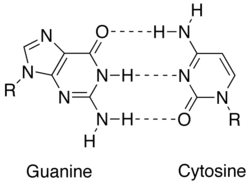 H
O H-N
N
N N-H N
N N
R N-H O R
H
Guanine Cytosine